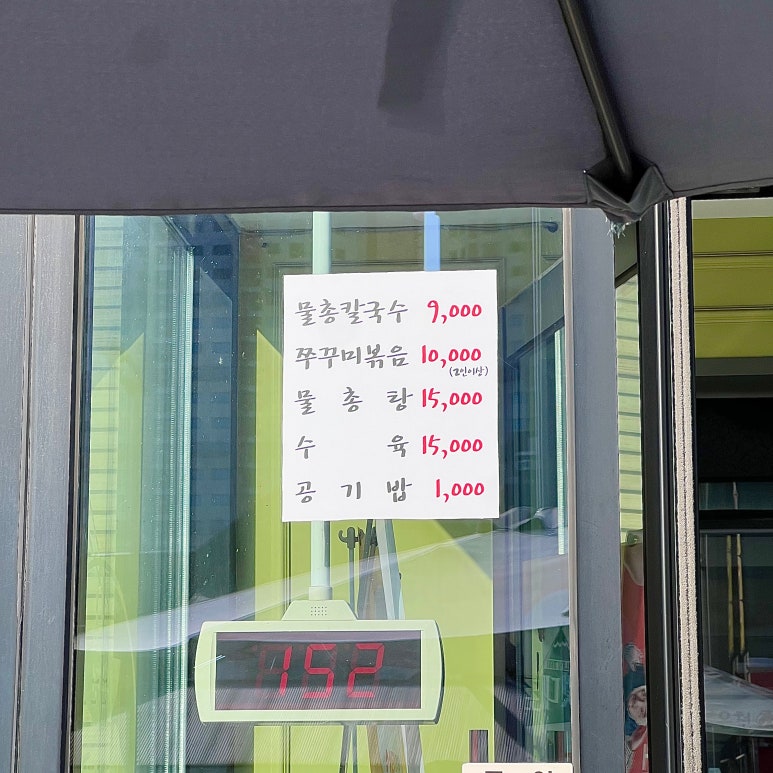 물총칼국수 9,000
쭈꾸미볶음 10,000
(2인이상)
물총탕 15,000
수육 15,000
공기밥 1,000
152